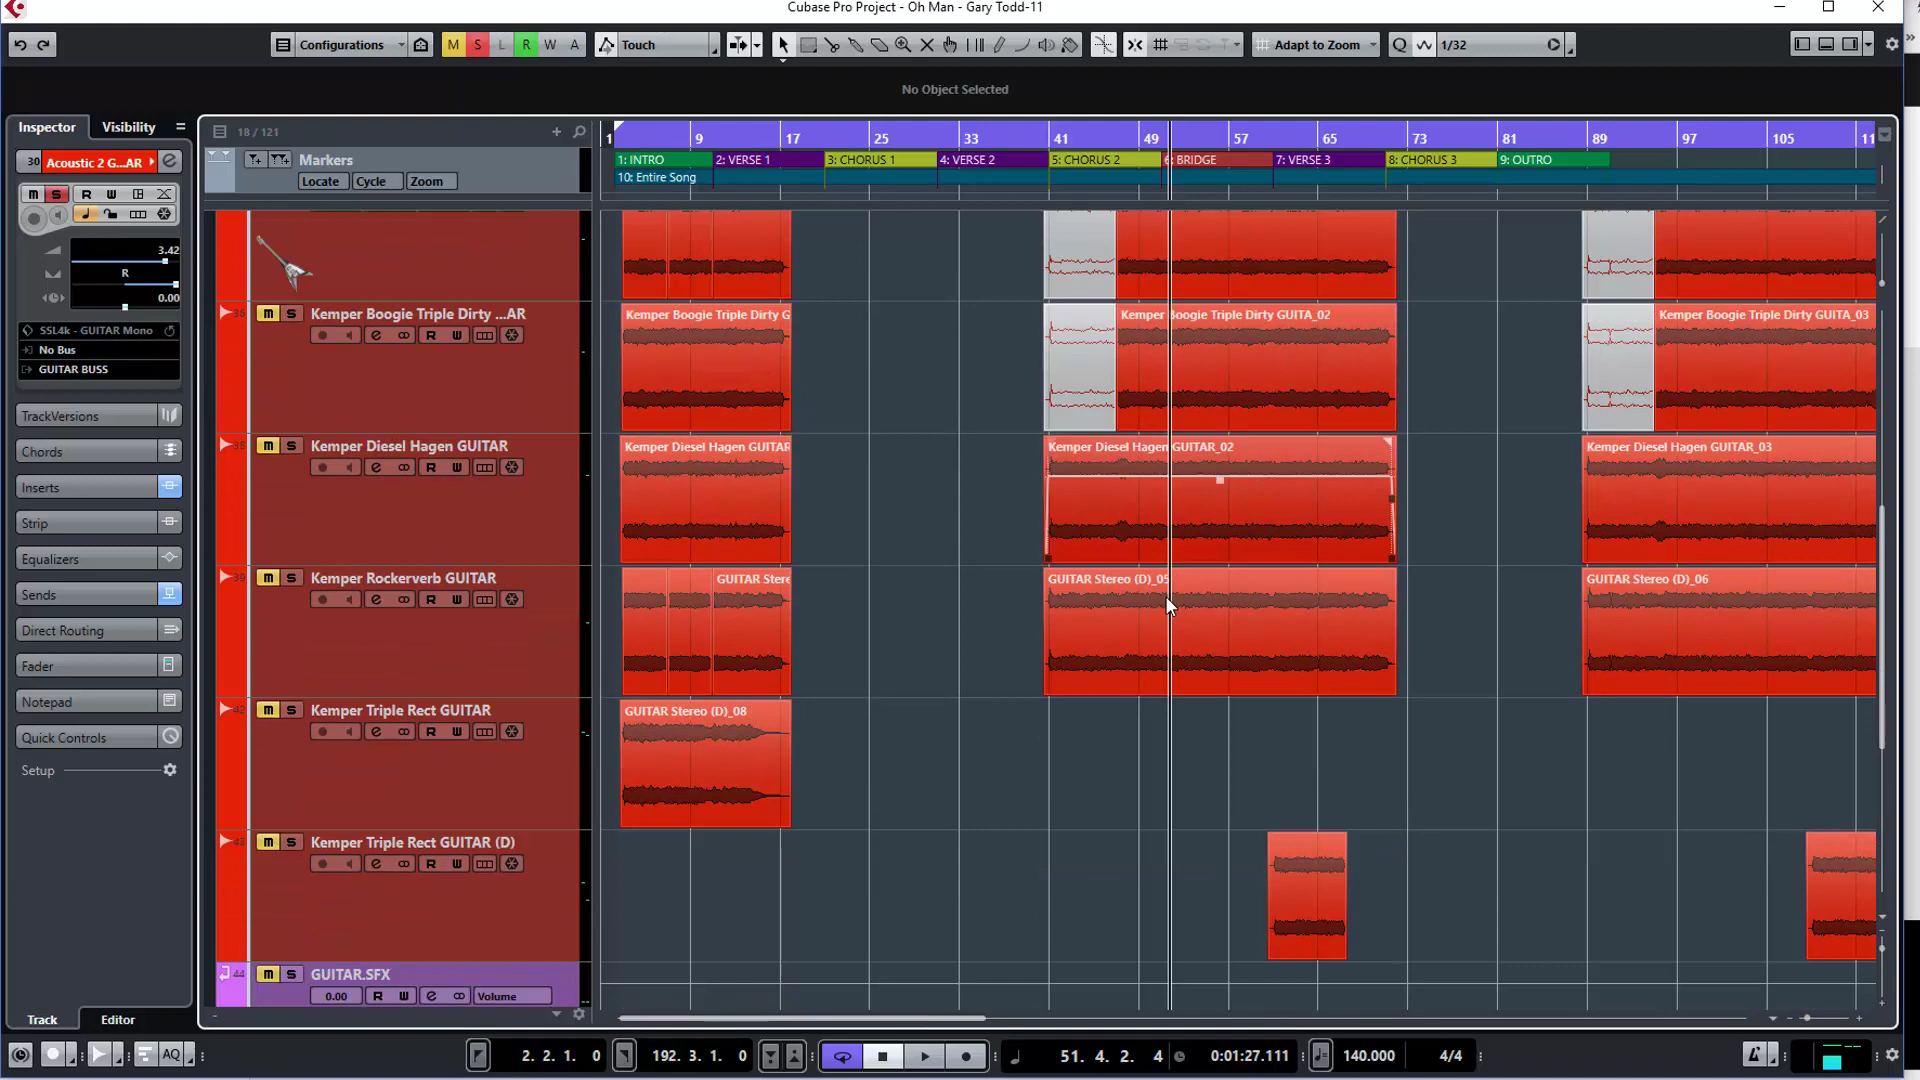 Cubase Pro Project - Oh Man - Gary Todd-11
Configurations
M S L R W A
Touch
Adapt to Zoom
Q
1/32
No Object Selected
Inspector
Visibility
18 / 121
1 9 17 25 33 41 49 57 65 73 81 89 97 105 11
30 Acoustic 2 G...AR
Markers
1: INTRO
2: VERSE 1
3: CHORUS 1
4: VERSE 2
5: CHORUS 2
BRIDGE
7: VERSE 3
8: CHORUS 3
9: OUTRO
Locate
Cycle
Zoom
10: Entire Song
m S R W
3.42
R
0.00
SSL4k - GUITAR Mono
No Bus
GUITAR BUSS
TrackVersions
Chords
Inserts
Strip
Equalizers
Sends
Direct Routing
Fader
Notepad
Quick Controls
Setup
36 m S Kemper Boogie Triple Dirty ...AR
e R W
Kemper Boogie Triple Dirty G
Kemper Boogie Triple Dirty GUITA_02
Kemper Boogie Triple Dirty GUITA_03
38 m S Kemper Diesel Hagen GUITAR
e R W
Kemper Diesel Hagen GUITAR
Kemper Diesel Hagen GUITAR_02
Kemper Diesel Hagen GUITAR_03
39 m S Kemper Rockerverb GUITAR
e R W
GUITAR Stere
GUITAR Stereo (D)_05
GUITAR Stereo (D)_06
42 m S Kemper Triple Rect GUITAR
e R W
GUITAR Stereo (D)_08
43 m S Kemper Triple Rect GUITAR (D)
e R W
44 m S GUITAR.SFX
0.00 R W e Volume
Track
Editor
AQ
2. 2. 1. 0
192. 3. 1. 0
51. 4. 2. 4
0:01:27.111
140.000
4/4